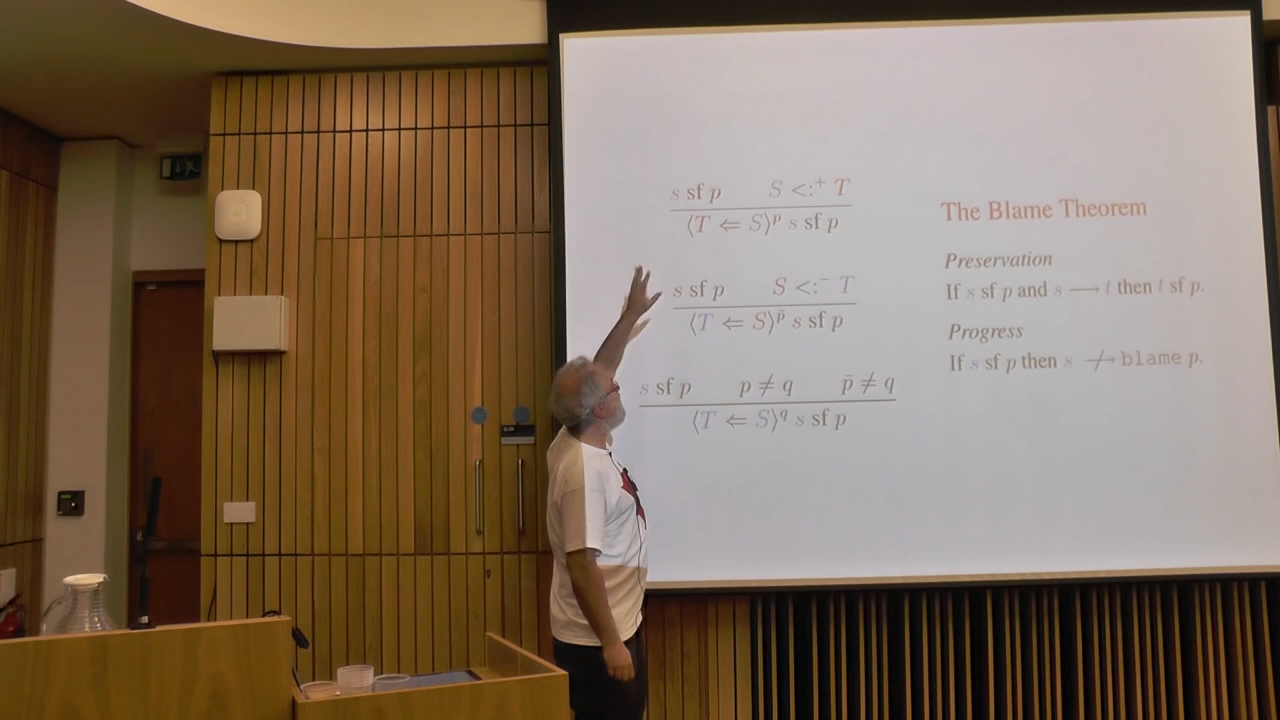 s sf p    S <:⁺ T
⟨T ⇐ S⟩ᵖ s sf p
s sf p    S <:⁻ T
⟨T ⇐ S⟩^p̄ s sf p
s sf p    p ≠ q    p̄ ≠ q
⟨T ⇐ S⟩^q s sf p
The Blame Theorem
Preservation
If s sf p and s ⟶ t then t sf p.
Progress
If s sf p then s ↛ blame p.